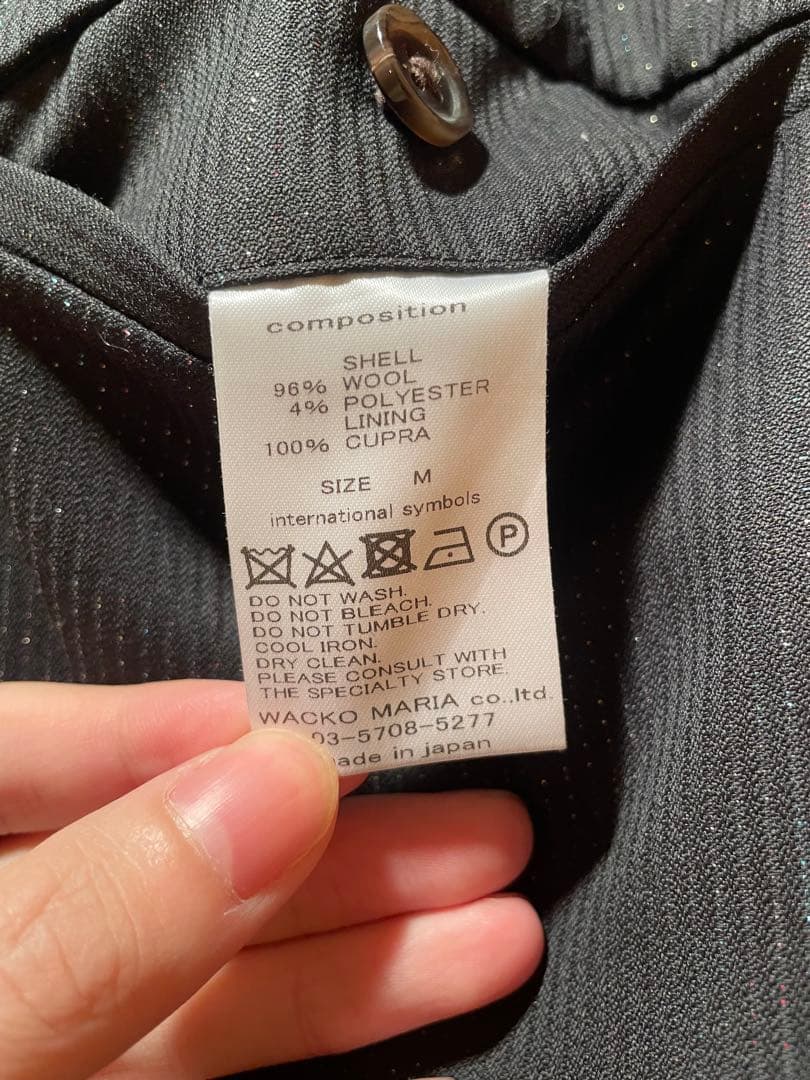 composition
SHELL
96% WOOL
4% POLYESTER
LINING
100% CUPRA
SIZE M
international symbols
P
DO NOT WASH.
DO NOT BLEACH.
DO NOT TUMBLE DRY.
COOL IRON.
DRY CLEAN.
PLEASE CONSULT WITH
THE SPECIALTY STORE.
WACKO MARIA co.,ltd.
03-5708-5277
ade in japan